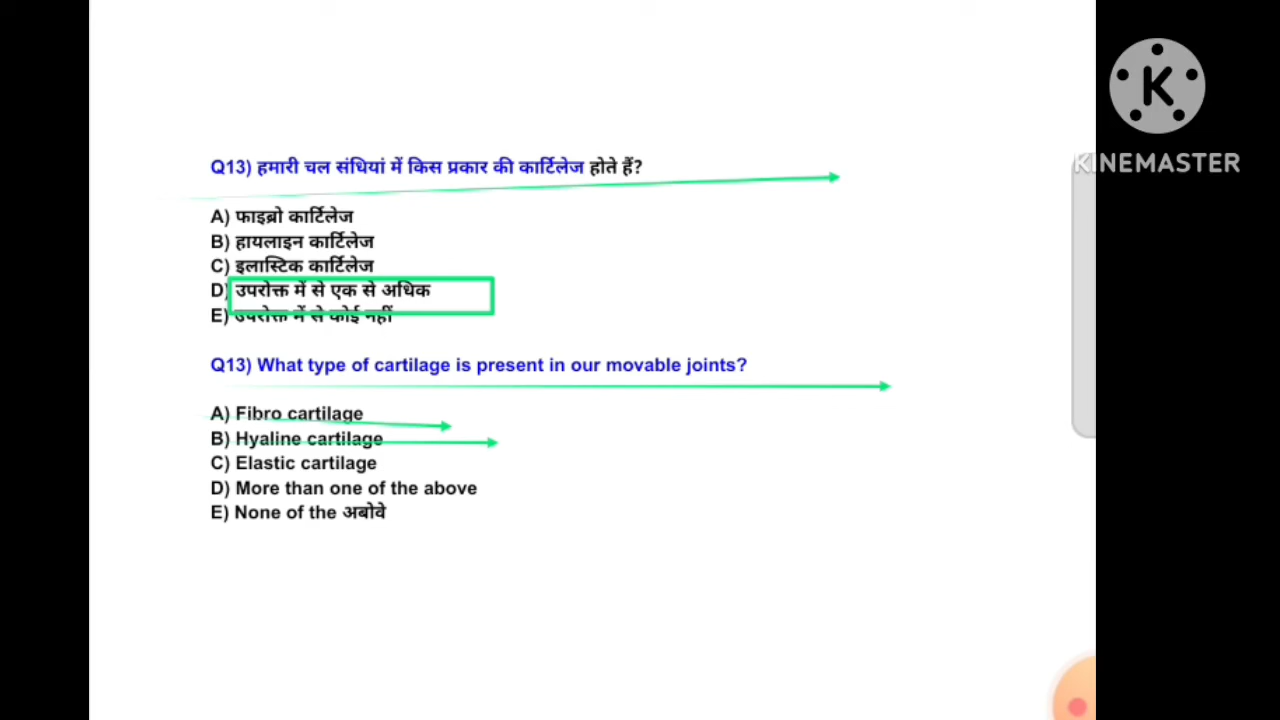 K
KINEMASTER
Q13) हमारी चल संधियां में किस प्रकार की कार्टिलेज होते हैं?
A) फाइब्रो कार्टिलेज
B) हायलाइन कार्टिलेज
C) इलास्टिक कार्टिलेज
D) उपरोक्त में से एक से अधिक
E) उपरोक्त में से कोई नहीं
Q13) What type of cartilage is present in our movable joints?
A) Fibro cartilage
B) Hyaline cartilage
C) Elastic cartilage
D) More than one of the above
E) None of the अबोवे